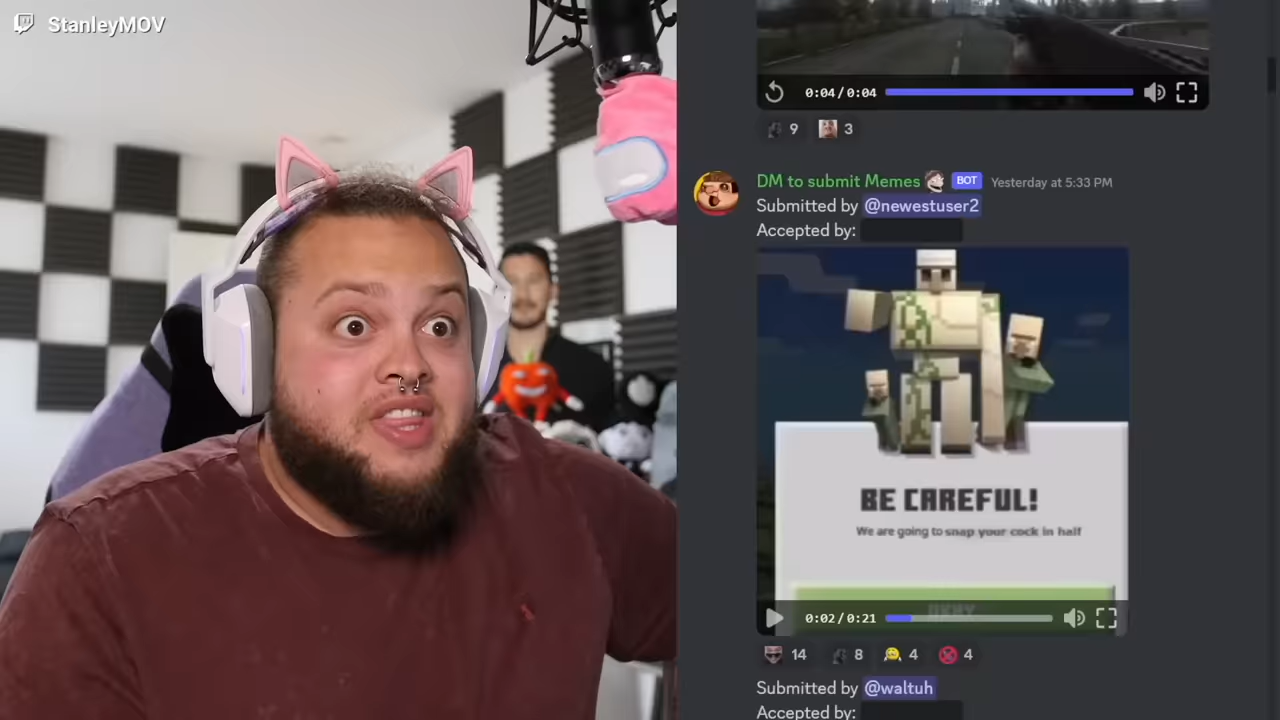 StanleyMOV
0:04/0:04
9
3
DM to submit Memes BOT Yesterday at 5:33 PM
Submitted by @newestuser2
Accepted by:
BE CAREFUL!
We are going to snap your cock in half
OKAY
0:02/0:21
14
8
4
4
Submitted by @waltuh
Accepted by: